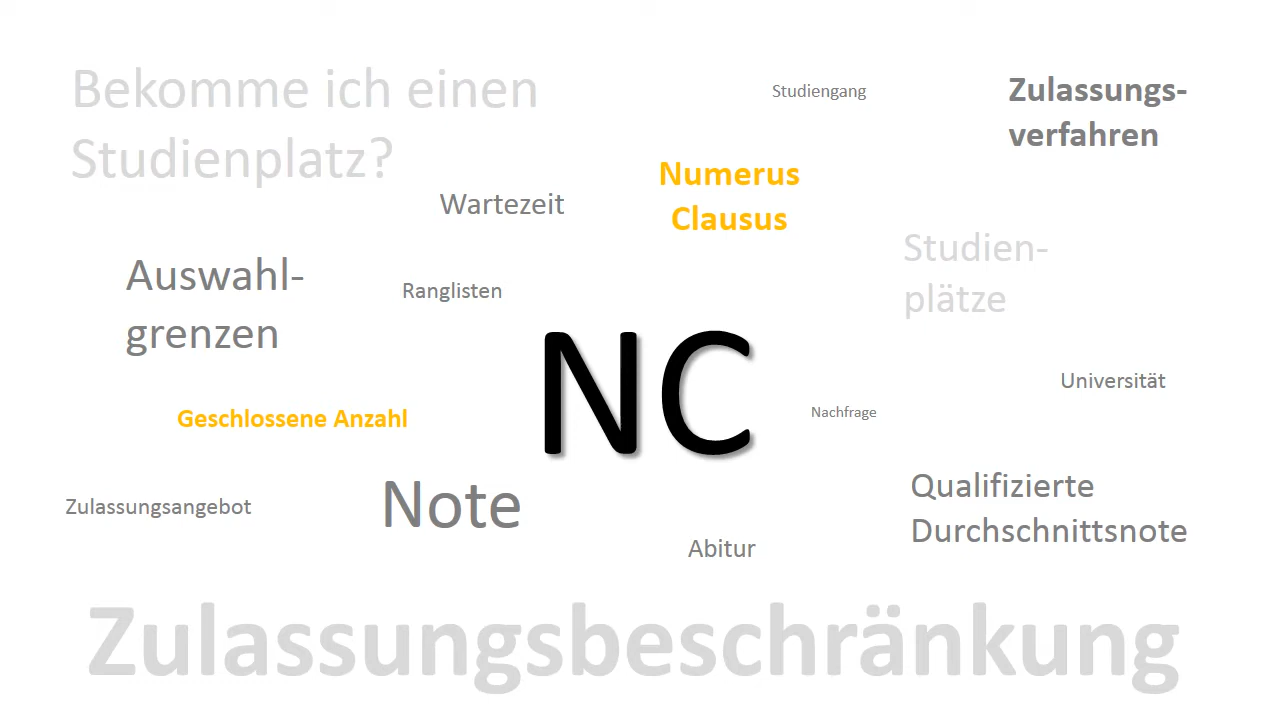 Bekomme ich einen
Studienplatz?
Studiengang
Zulassungs-
verfahren
Numerus
Clausus
Wartezeit
Studien-
plätze
Auswahl-
grenzen
Ranglisten
NC
Universität
Nachfrage
Geschlossene Anzahl
Zulassungsangebot
Note
Abitur
Qualifizierte
Durchschnittsnote
Zulassungsbeschränkung